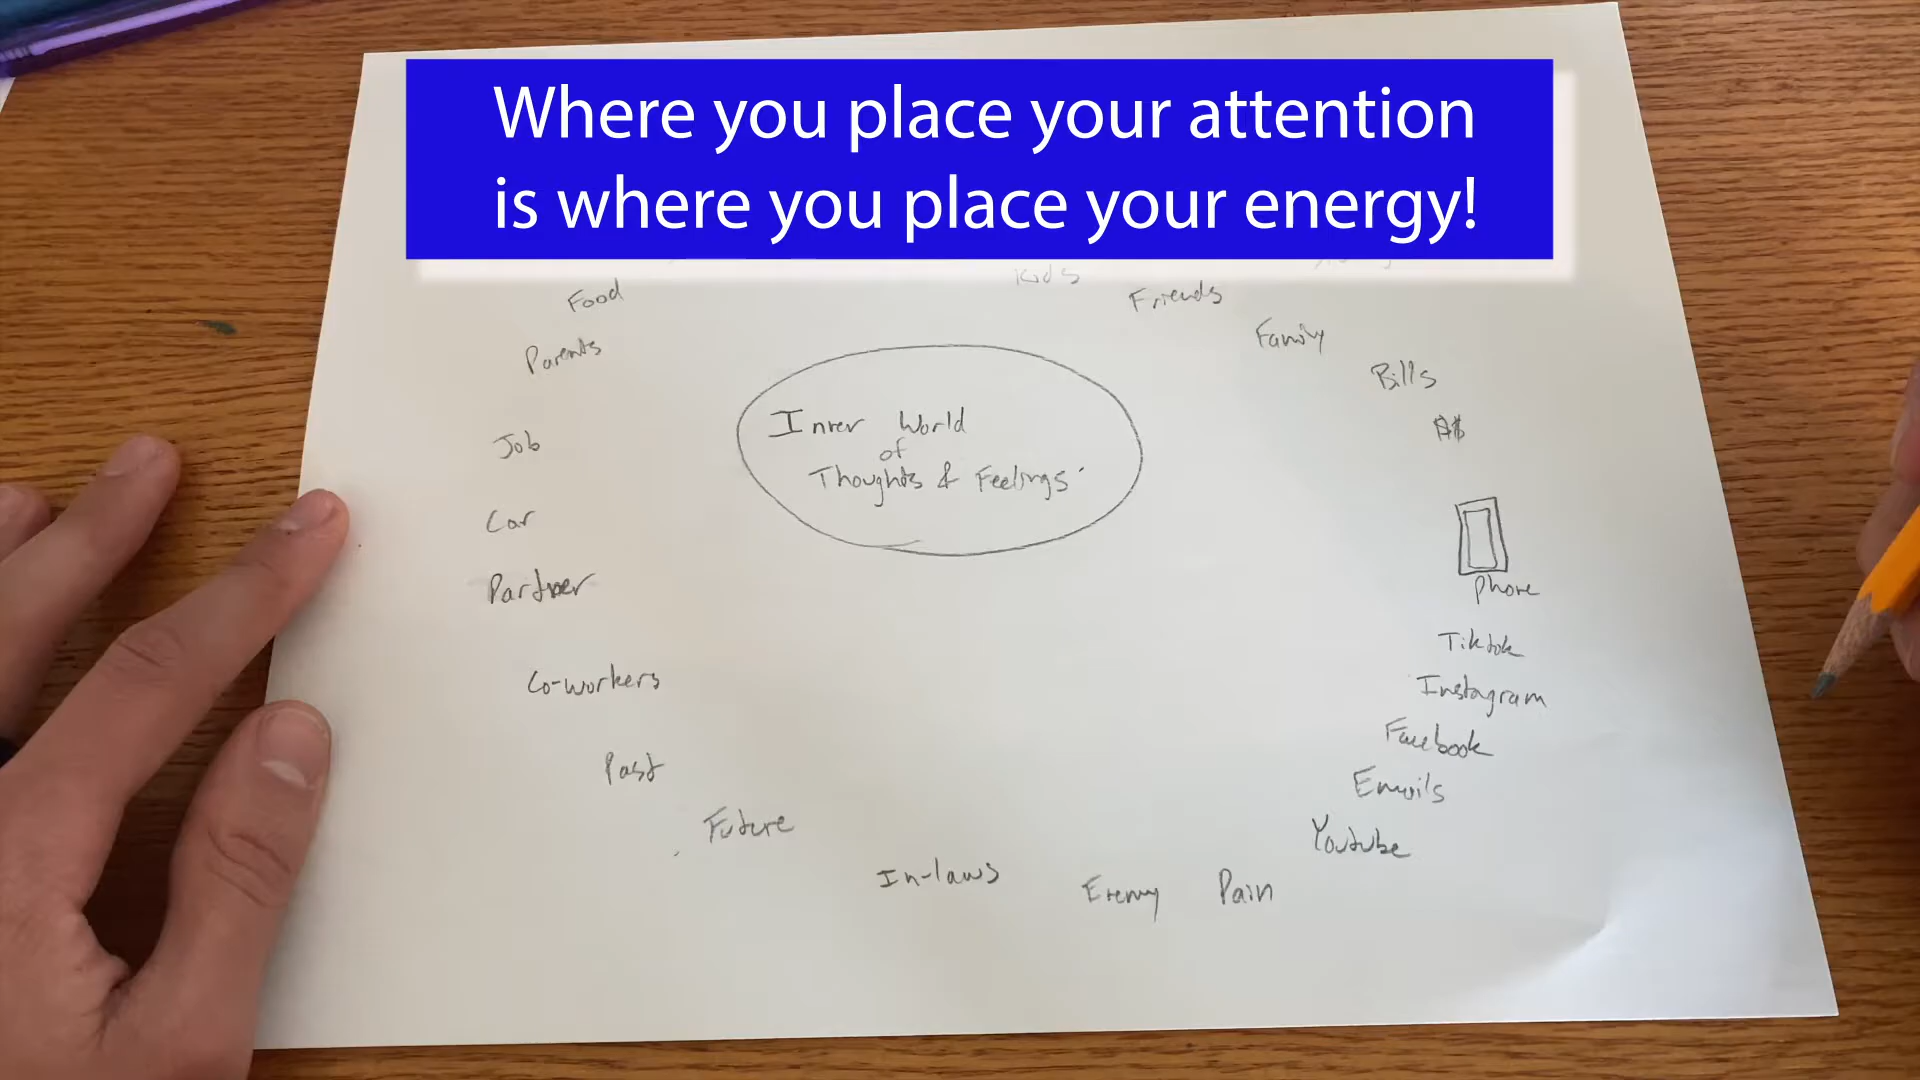 Where you place your attention
is where you place your energy!
Kids
Food
Friends
Family
Parents
Bills
Inner World
of
Thoughts & Feelings
Job
Car
Phone
Partner
Tiktok
Co-workers
Instagram
Facebook
Past
Emails
Future
Youtube
In-laws
Enemy
Pain